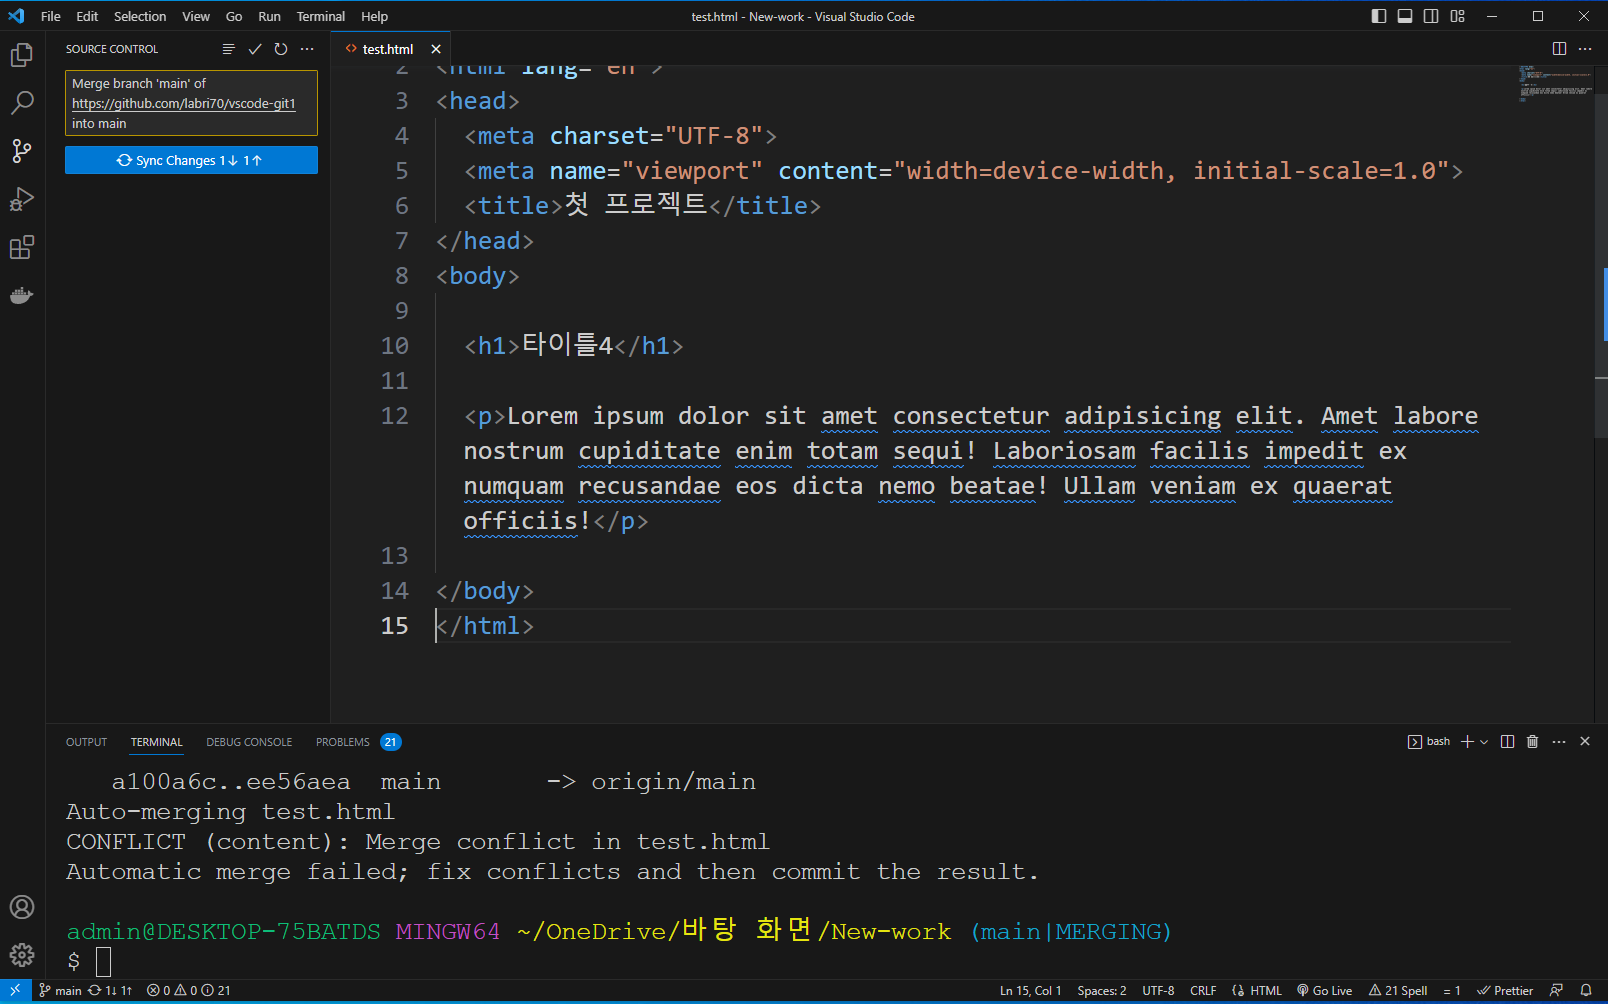 File Edit Selection View Go Run Terminal Help
test.html - New-work - Visual Studio Code
SOURCE CONTROL
Merge branch 'main' of
https://github.com/labri70/vscode-git1
into main
Sync Changes 1↓ 1↑
test.html
2 <html lang="en">
3 <head>
4 <meta charset="UTF-8">
5 <meta name="viewport" content="width=device-width, initial-scale=1.0">
6 <title>첫 프로젝트</title>
7 </head>
8 <body>
9
10 <h1>타이틀4</h1>
11
12 <p>Lorem ipsum dolor sit amet consectetur adipisicing elit. Amet labore
nostrum cupiditate enim totam sequi! Laboriosam facilis impedit ex
numquam recusandae eos dicta nemo beatae! Ullam veniam ex quaerat
officiis!</p>
13
14 </body>
15 </html>
OUTPUT TERMINAL DEBUG CONSOLE PROBLEMS 21
bash
a100a6c..ee56aea main -> origin/main
Auto-merging test.html
CONFLICT (content): Merge conflict in test.html
Automatic merge failed; fix conflicts and then commit the result.
admin@DESKTOP-75BATDS MINGW64 ~/OneDrive/바탕 화면/New-work (main|MERGING)
$
main 1↓ 1↑ 0 0 21
Ln 15, Col 1 Spaces: 2 UTF-8 CRLF HTML Go Live 21 Spell = 1 Prettier